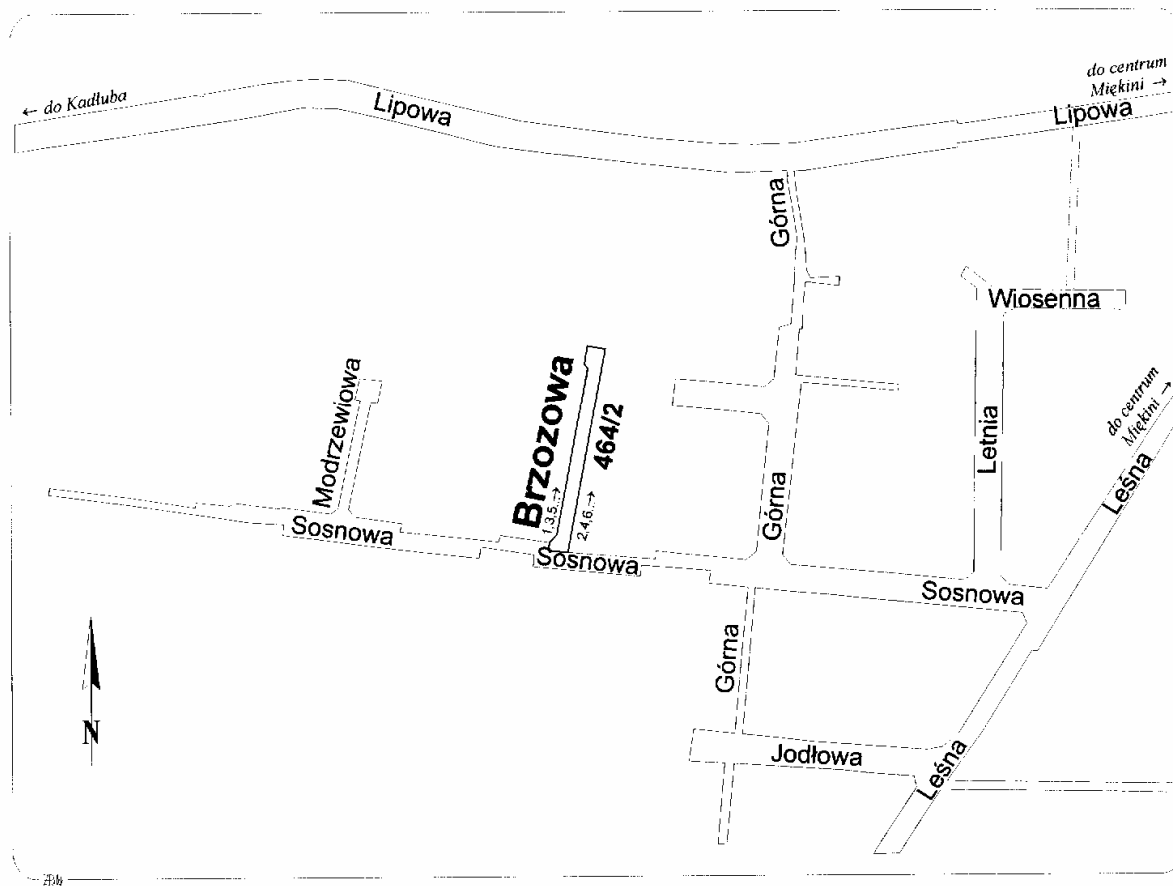 do centrum
Miękini →
← do Kadłuba
Lipowa
Lipowa
Górna
Wiosenna
Modrzewiowa
Brzozowa
464/2
1,3,5..→
2,4,6..→
do centrum
Miękini →
Letnia
Leśna
Górna
Sosnowa
Sosnowa
Sosnowa
Górna
N
Jodłowa
Leśna